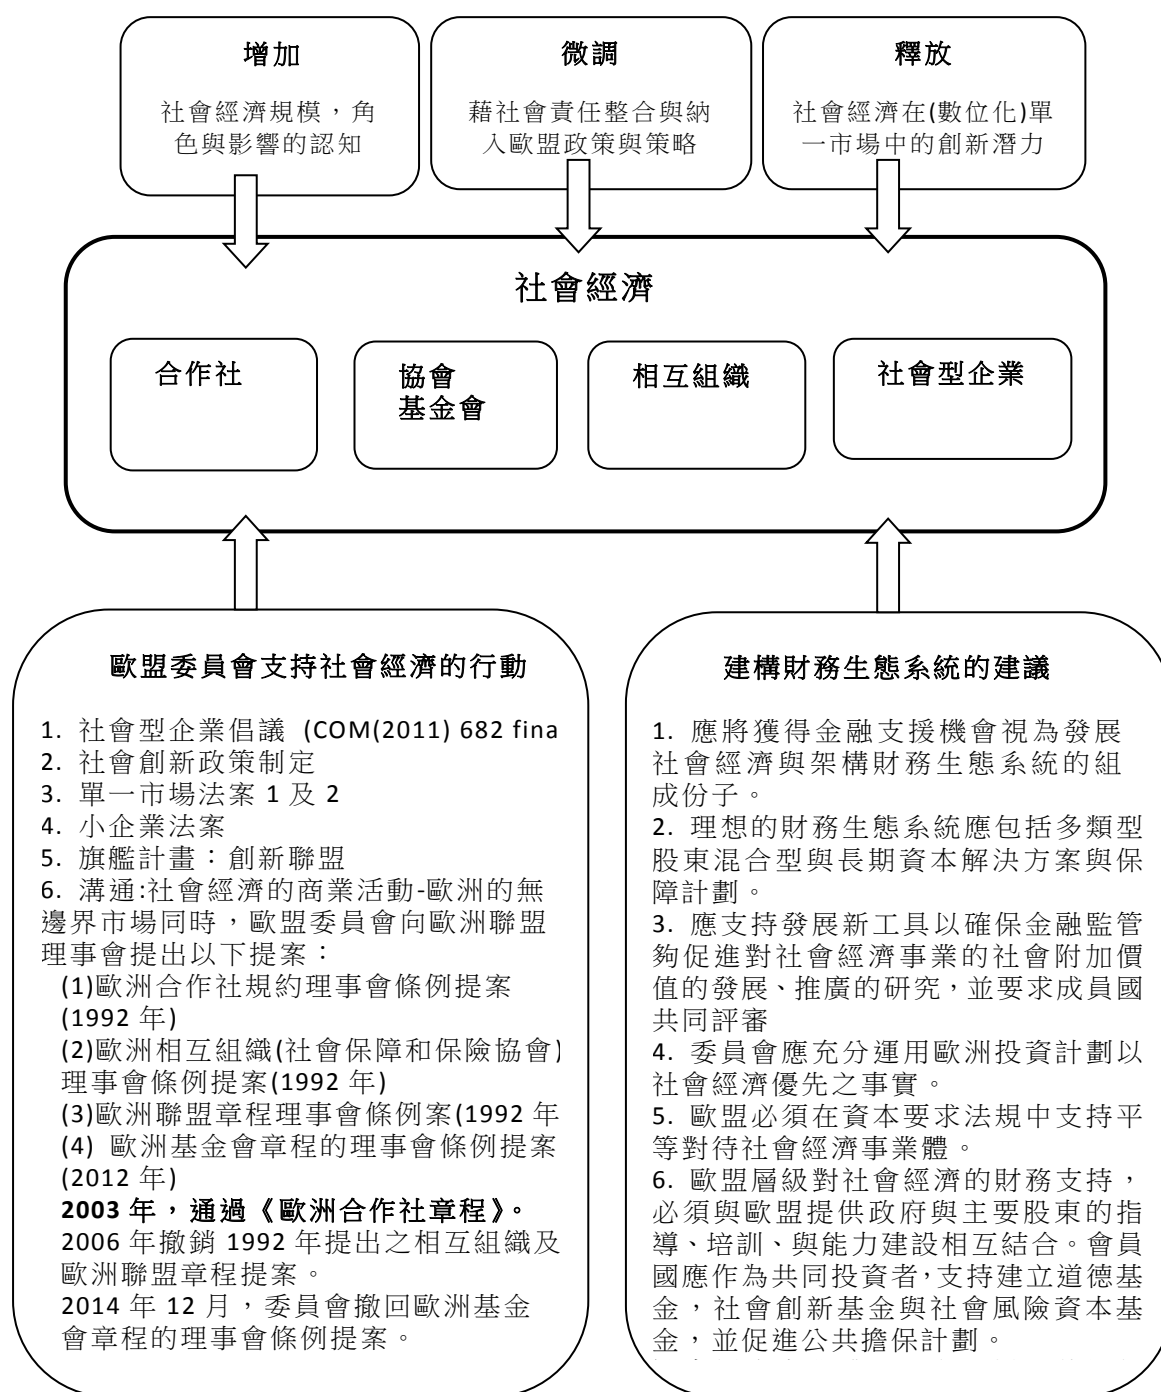 增加
社會經濟規模，角
色與影響的認知
微調
藉社會責任整合與納
入歐盟政策與策略
釋放
社會經濟在(數位化)單
一市場中的創新潛力
社會經濟
合作社
協會
基金會
相互組織
社會型企業
歐盟委員會支持社會經濟的行動
1. 社會型企業倡議 (COM(2011) 682 fina
2. 社會創新政策制定
3. 單一市場法案 1 及 2
4. 小企業法案
5. 旗艦計畫：創新聯盟
6. 溝通:社會經濟的商業活動-歐洲的無
邊界市場同時，歐盟委員會向歐洲聯盟
理事會提出以下提案：
(1)歐洲合作社規約理事會條例提案
(1992 年)
(2)歐洲相互組織(社會保障和保險協會)
理事會條例提案(1992 年)
(3)歐洲聯盟章程理事會條例案(1992 年
(4) 歐洲基金會章程的理事會條例提案
(2012 年)
2003 年，通過《歐洲合作社章程》。
2006 年撤銷 1992 年提出之相互組織及
歐洲聯盟章程提案。
2014 年 12 月，委員會撤回歐洲基金
會章程的理事會條例提案。
建構財務生態系統的建議
1. 應將獲得金融支援機會視為發展
社會經濟與架構財務生態系統的組
成份子。
2. 理想的財務生態系統應包括多類型
股東混合型與長期資本解決方案與保
障計劃。
3. 應支持發展新工具以確保金融監管
夠促進對社會經濟事業的社會附加價
值的發展、推廣的研究，並要求成員國
共同評審
4. 委員會應充分運用歐洲投資計劃以
社會經濟優先之事實。
5. 歐盟必須在資本要求法規中支持平
等對待社會經濟事業體。
6. 歐盟層級對社會經濟的財務支持，
必須與歐盟提供政府與主要股東的指
導、培訓、與能力建設相互結合。會員
國應作為共同投資者，支持建立道德基
金，社會創新基金與社會風險資本基
金，並促進公共擔保計劃。